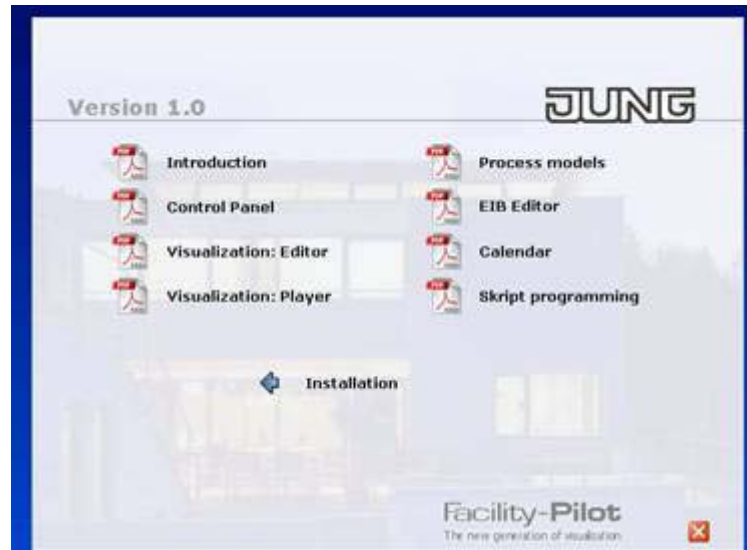 Version 1.0
JUNG
Introduction
Control Panel
Visualization: Editor
Visualization: Player
Process models
EIB Editor
Calendar
Skript programming
Installation
Facility-Pilot
The new generation of visualization